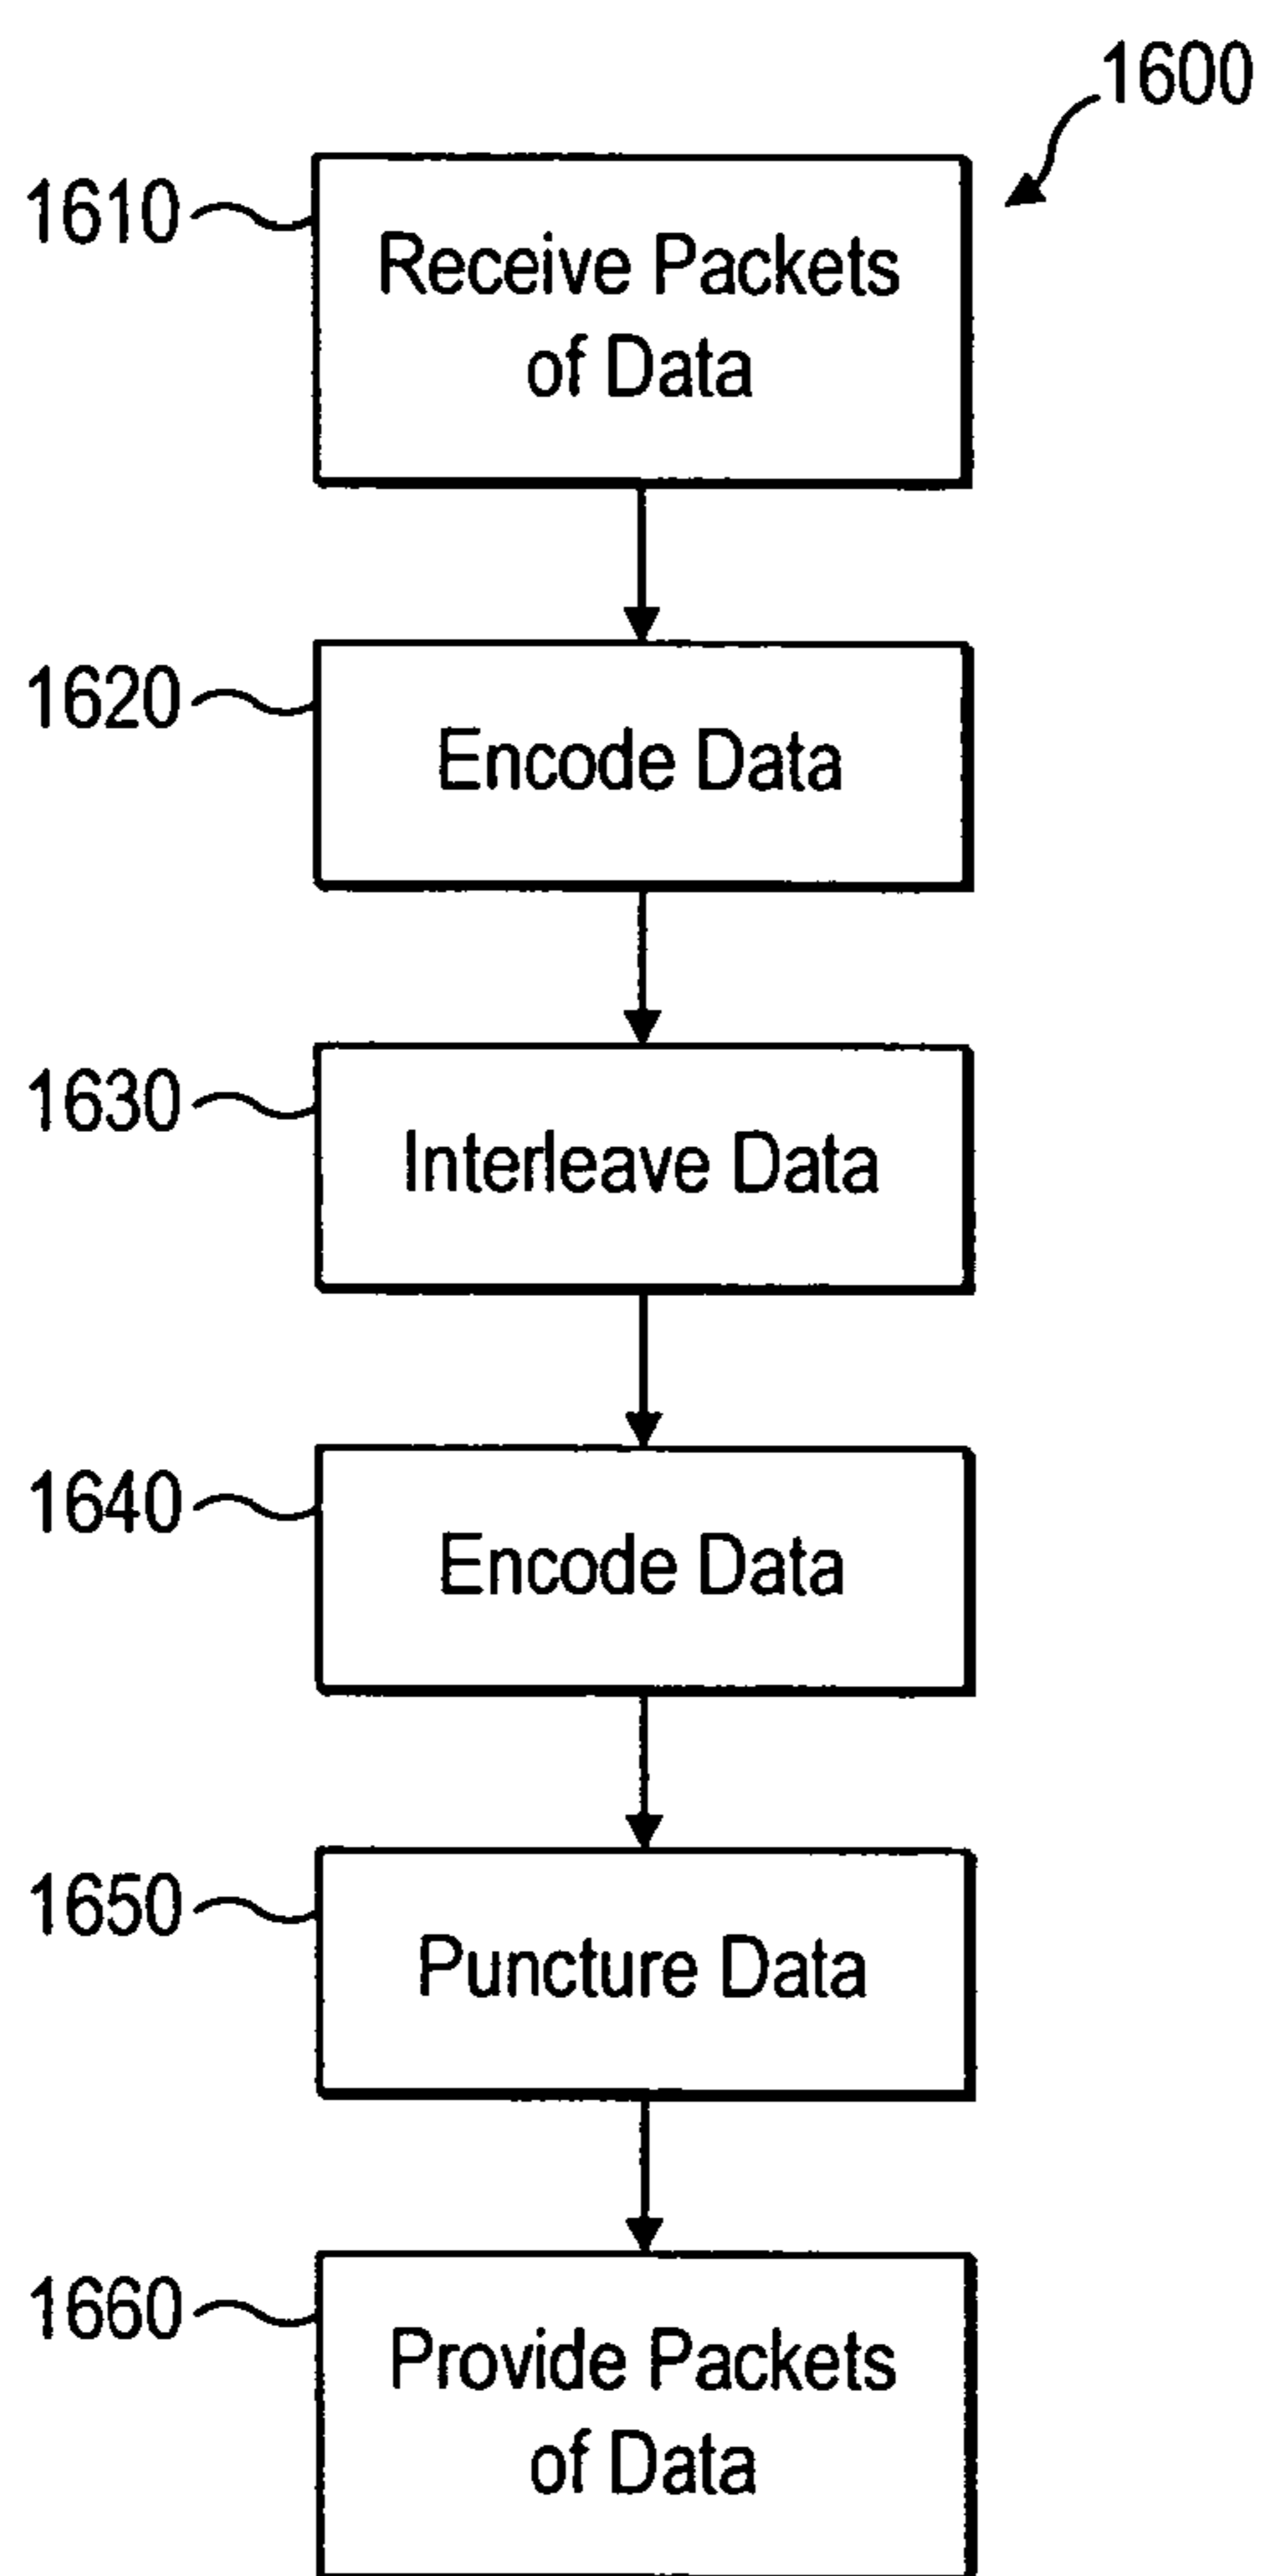 1600
1610
Receive Packets
of Data
1620
Encode Data
1630
Interleave Data
1640
Encode Data
1650
Puncture Data
1660
Provide Packets
of Data